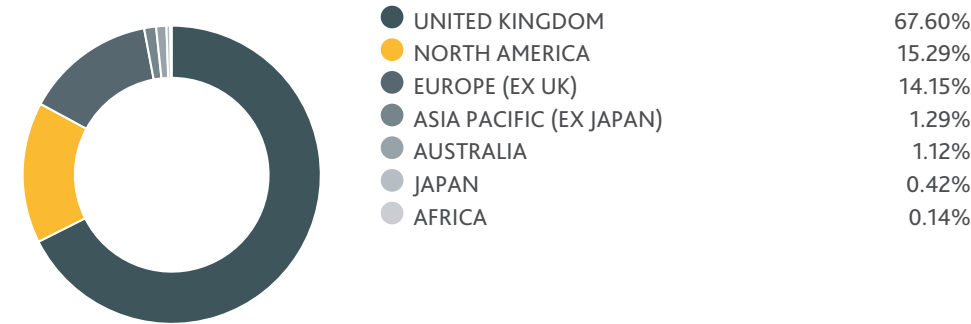 UNITED KINGDOM 67.60%
NORTH AMERICA 15.29%
EUROPE (EX UK) 14.15%
ASIA PACIFIC (EX JAPAN) 1.29%
AUSTRALIA 1.12%
JAPAN 0.42%
AFRICA 0.14%